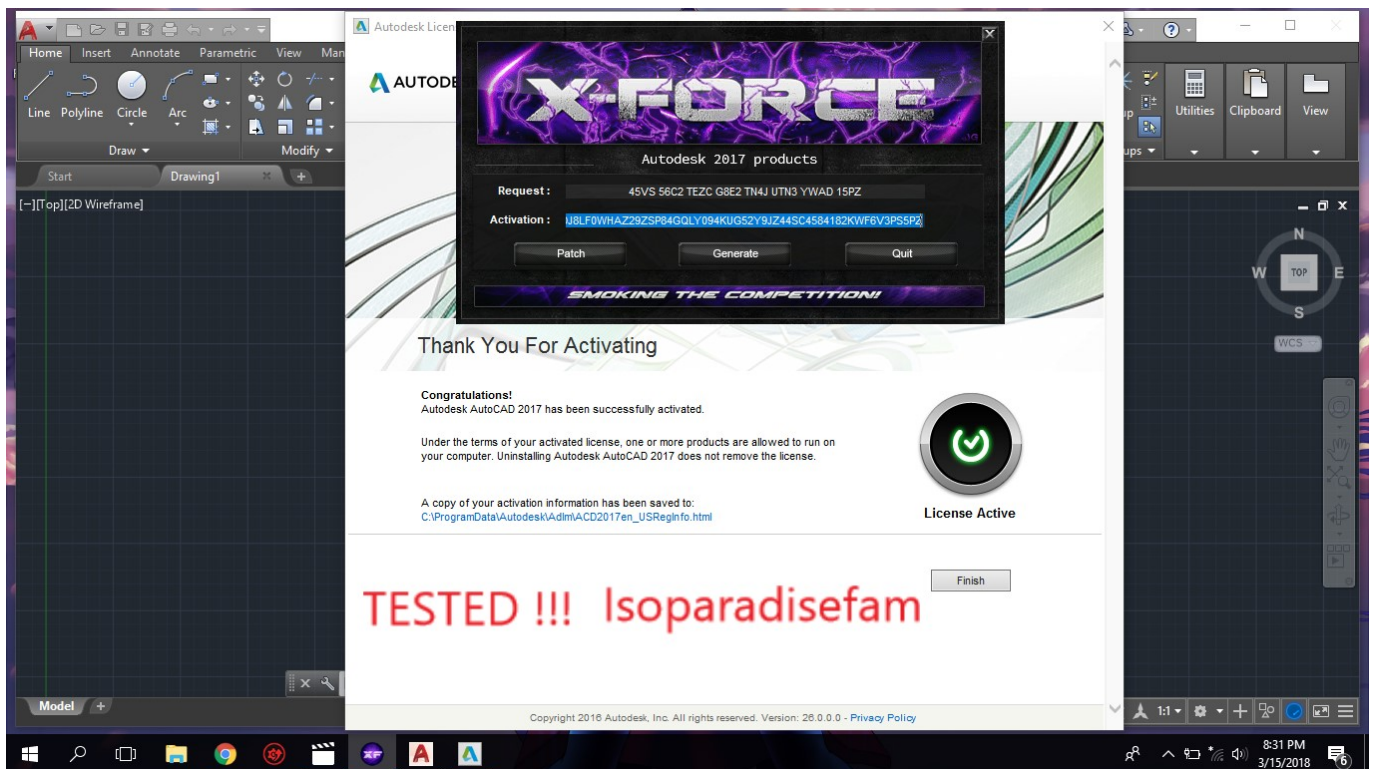 Autodesk Licen
Home Insert Annotate Parametric View Man
Line Polyline Circle Arc
Draw
Modify
Utilities Clipboard View
ups
Start Drawing1
[−][Top][2D Wireframe]
AUTODE
X-FORCE
Autodesk 2017 products
Request : 45VS 56C2 TEZC G8E2 TN4J UTN3 YWAD 15PZ
Activation : J8LF0WHAZ29ZSP84GQLY094KUG52Y9JZ44SC4584182KWF6V3PS5PZ
Patch Generate Quit
SMOKING THE COMPETITION!
N
W TOP E
S
WCS
Thank You For Activating
Congratulations!
Autodesk AutoCAD 2017 has been successfully activated.
Under the terms of your activated license, one or more products are allowed to run on
your computer. Uninstalling Autodesk AutoCAD 2017 does not remove the license.
A copy of your activation information has been saved to:
C:\ProgramData\Autodesk\Adlm\ACD2017en_USRegInfo.html
License Active
Finish
TESTED !!! Isoparadisefam
Model
Copyright 2016 Autodesk, Inc. All rights reserved. Version: 26.0.0.0 - Privacy Policy
1:1
8:31 PM
3/15/2018
6